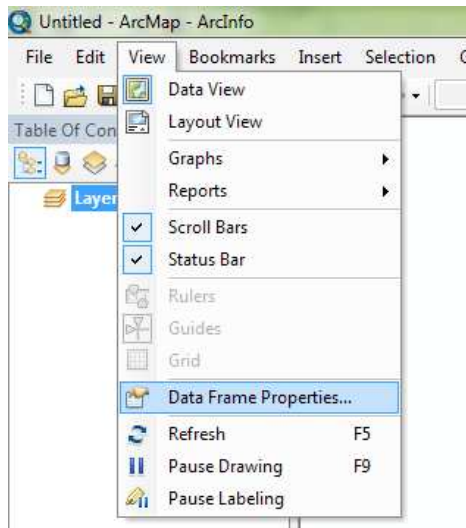 Untitled - ArcMap - ArcInfo
File Edit View Bookmarks Insert Selection
Table Of Con
Layer
Data View
Layout View
Graphs
Reports
Scroll Bars
Status Bar
Rulers
Guides
Grid
Data Frame Properties...
Refresh F5
Pause Drawing F9
Pause Labeling